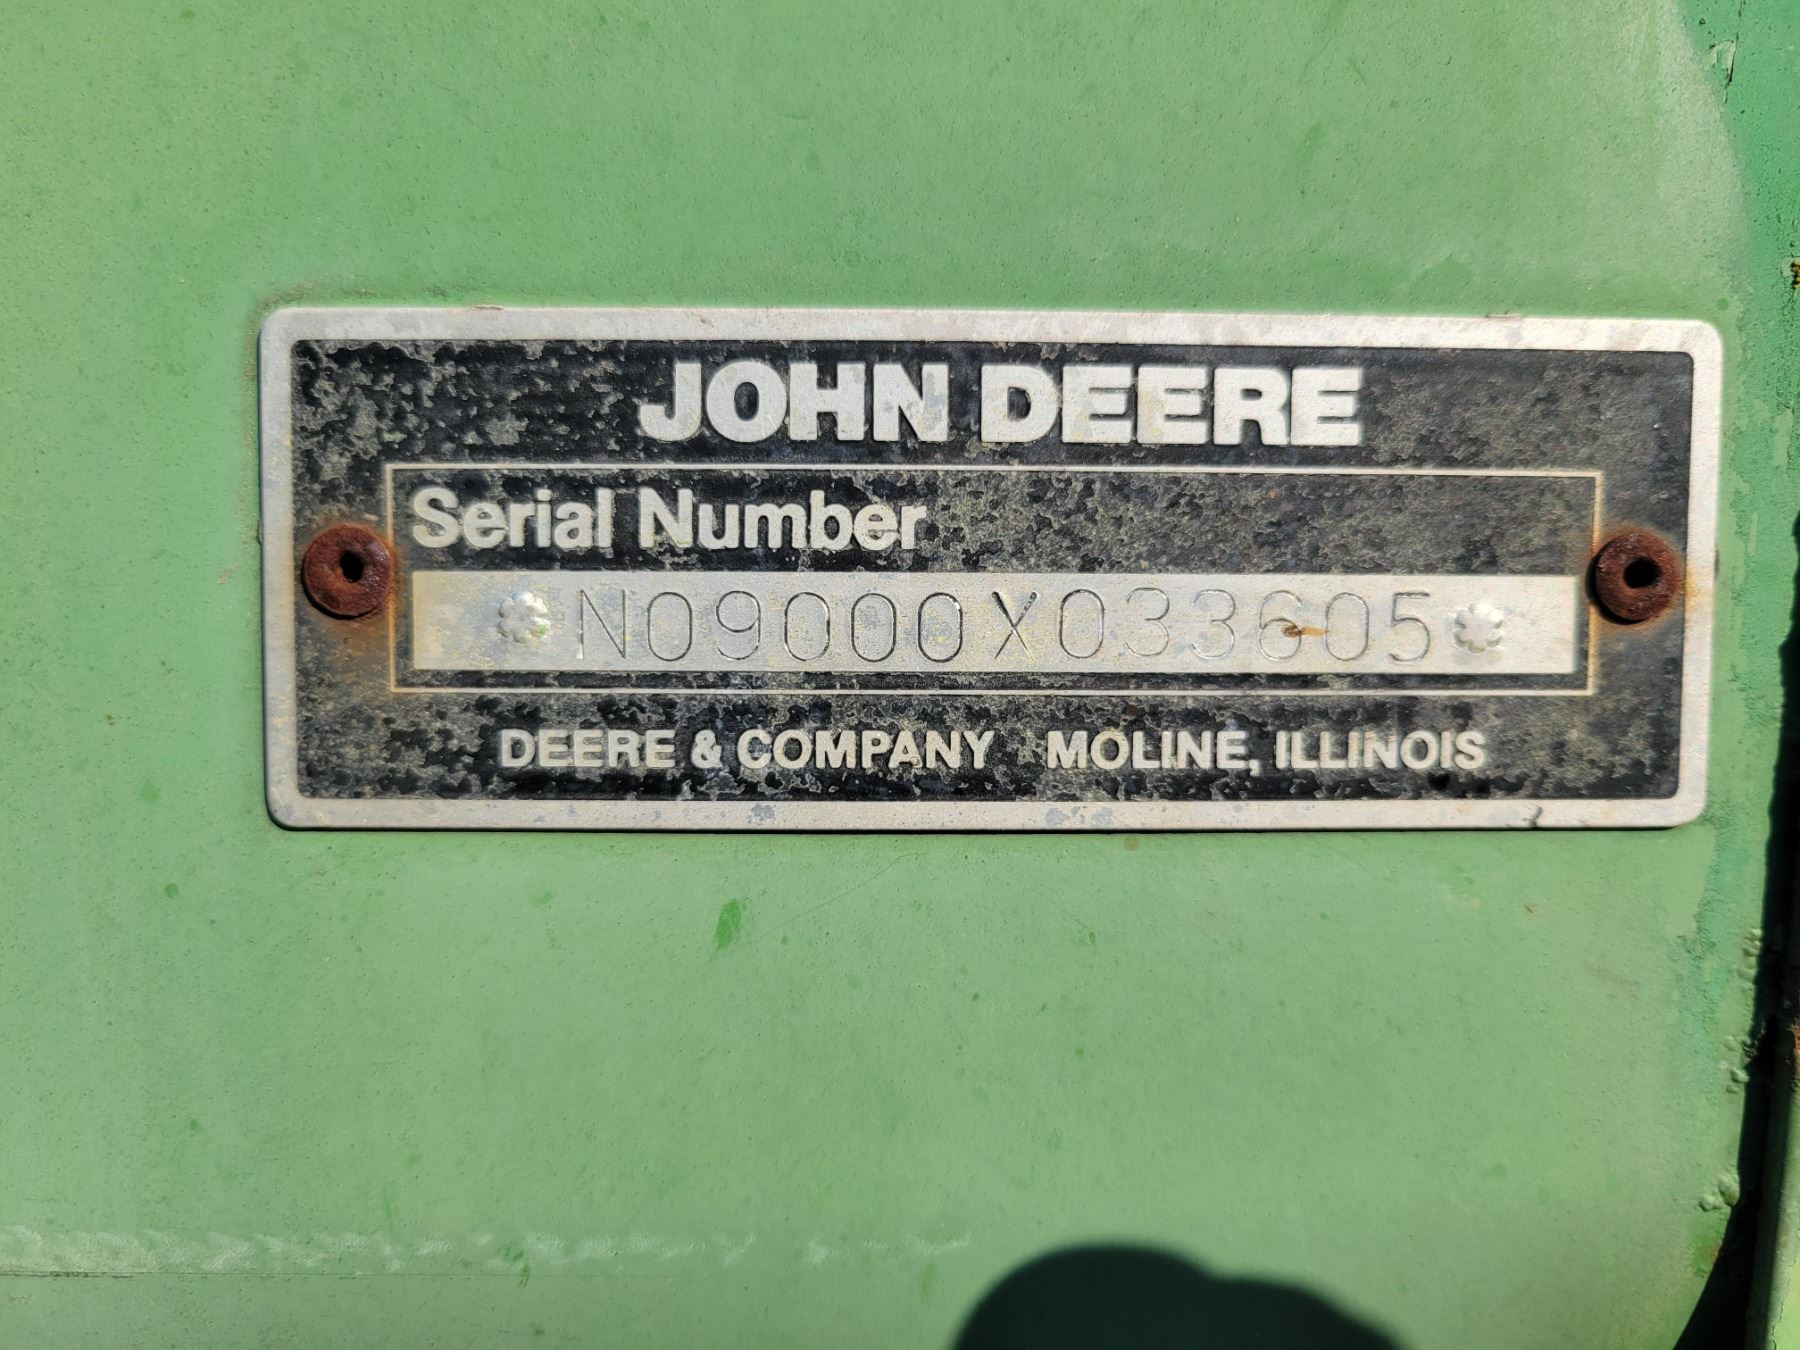 JOHN DEERE
Serial Number
*N09000X033605*
DEERE & COMPANY MOLINE, ILLINOIS